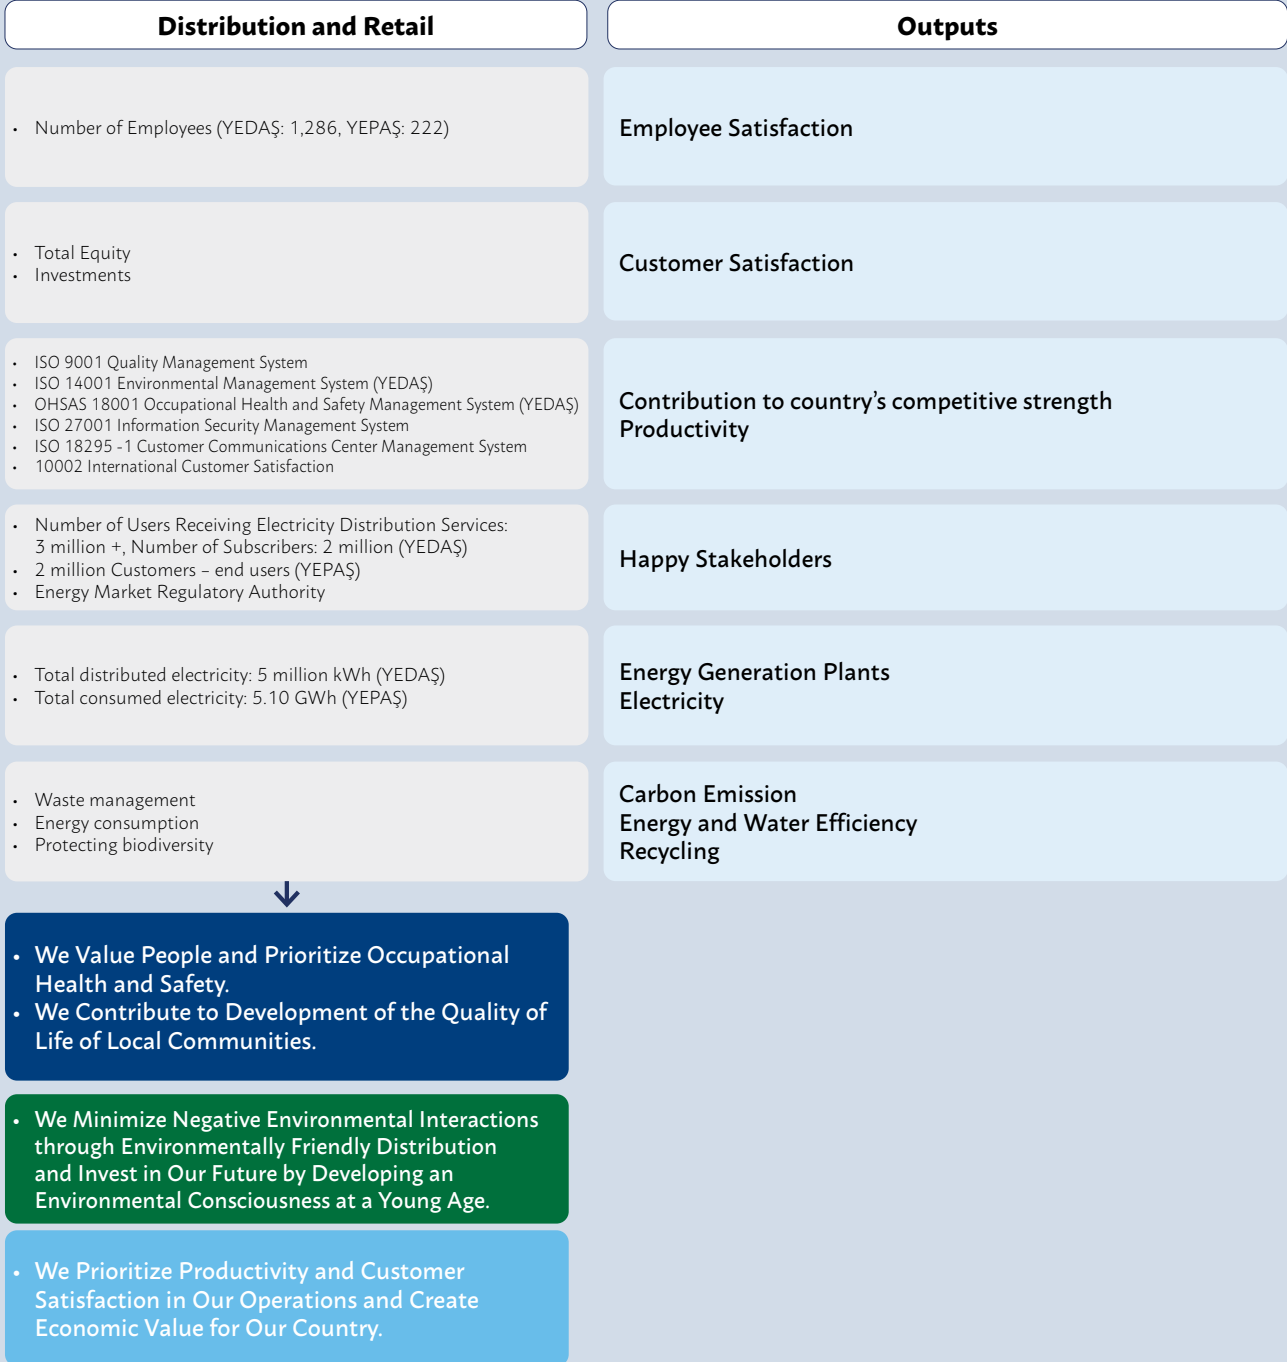 Distribution and Retail
Outputs
• Number of Employees (YEDAŞ: 1,286, YEPAŞ: 222)
Employee Satisfaction
• Total Equity
• Investments
Customer Satisfaction
• ISO 9001 Quality Management System
• ISO 14001 Environmental Management System (YEDAŞ)
• OHSAS 18001 Occupational Health and Safety Management System (YEDAŞ)
• ISO 27001 Information Security Management System
• ISO 18295 -1 Customer Communications Center Management System
• 10002 International Customer Satisfaction
Contribution to country’s competitive strength
Productivity
• Number of Users Receiving Electricity Distribution Services:
3 million +, Number of Subscribers: 2 million (YEDAŞ)
• 2 million Customers – end users (YEPAŞ)
• Energy Market Regulatory Authority
Happy Stakeholders
• Total distributed electricity: 5 million kWh (YEDAŞ)
• Total consumed electricity: 5.10 GWh (YEPAŞ)
Energy Generation Plants
Electricity
• Waste management
• Energy consumption
• Protecting biodiversity
Carbon Emission
Energy and Water Efficiency
Recycling
• We Value People and Prioritize Occupational
Health and Safety.
• We Contribute to Development of the Quality of
Life of Local Communities.
• We Minimize Negative Environmental Interactions
through Environmentally Friendly Distribution
and Invest in Our Future by Developing an
Environmental Consciousness at a Young Age.
• We Prioritize Productivity and Customer
Satisfaction in Our Operations and Create
Economic Value for Our Country.